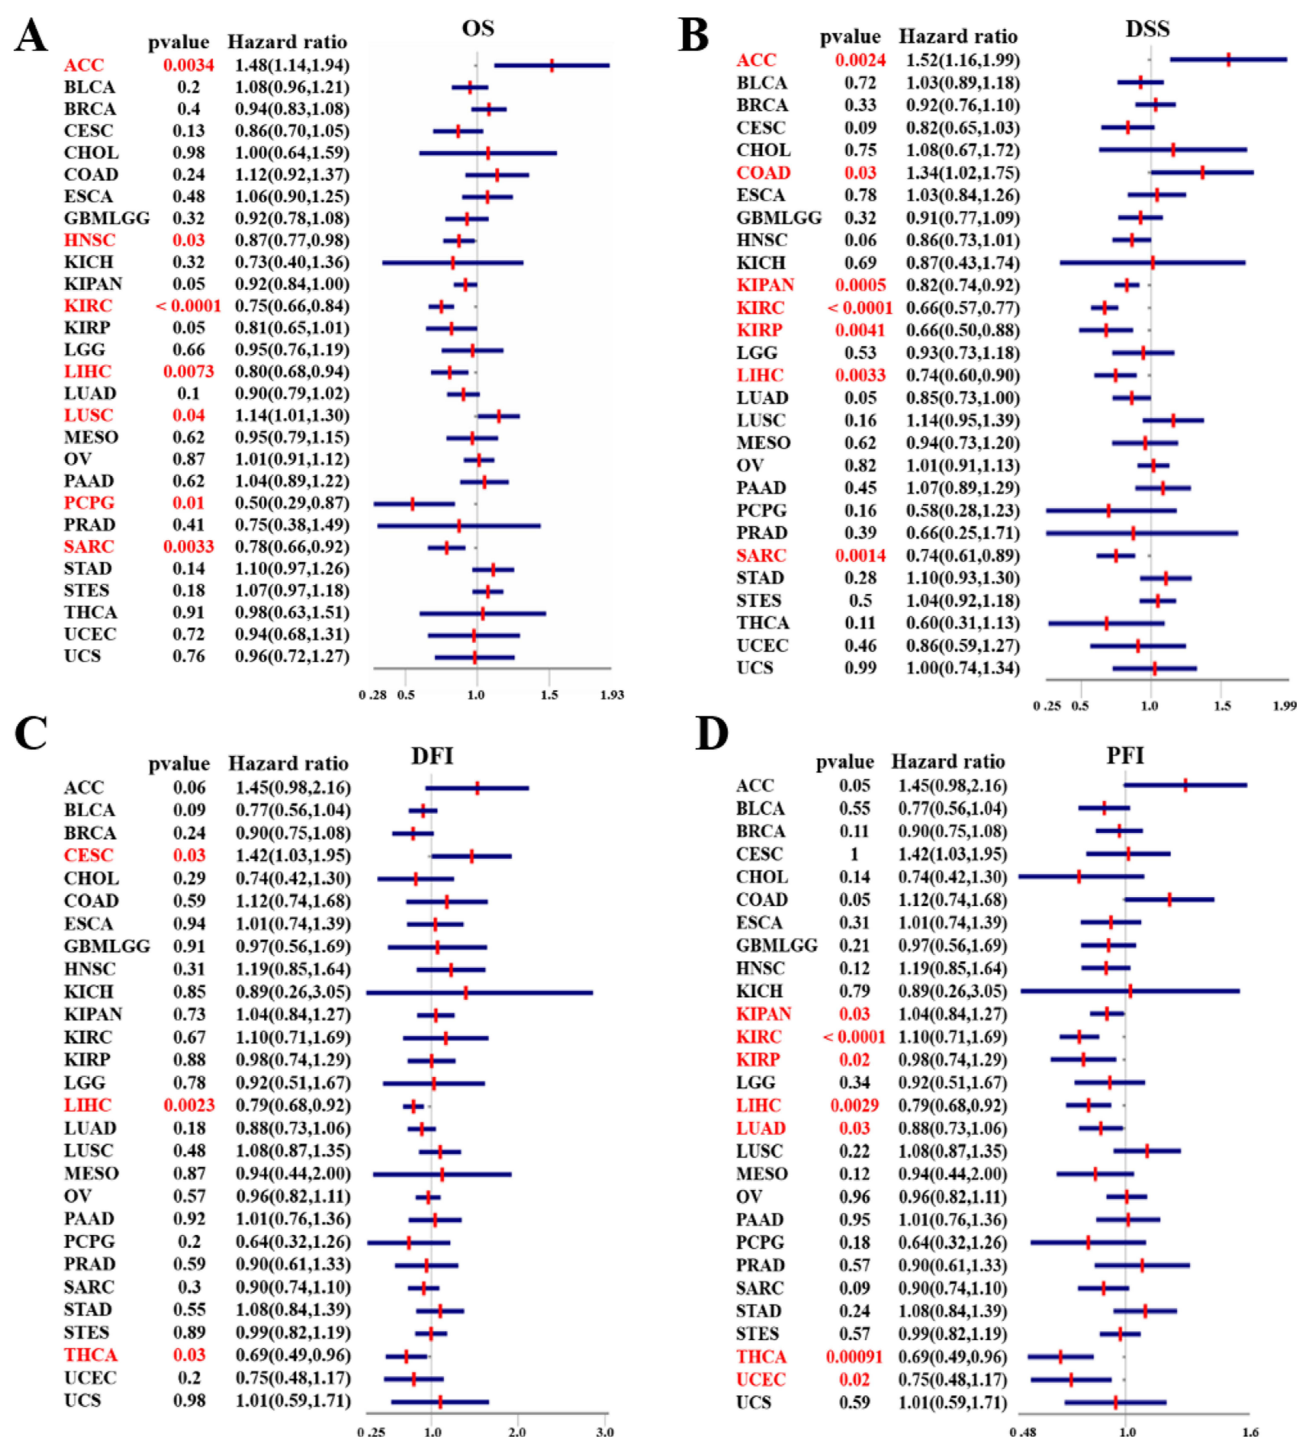 A
OS
pvalue Hazard ratio
ACC 0.0034 1.48(1.14,1.94)
BLCA 0.2 1.08(0.96,1.21)
BRCA 0.4 0.94(0.83,1.08)
CESC 0.13 0.86(0.70,1.05)
CHOL 0.98 1.00(0.64,1.59)
COAD 0.24 1.12(0.92,1.37)
ESCA 0.48 1.06(0.90,1.25)
GBMLGG 0.32 0.92(0.78,1.08)
HNSC 0.03 0.87(0.77,0.98)
KICH 0.32 0.73(0.40,1.36)
KIPAN 0.05 0.92(0.84,1.00)
KIRC < 0.0001 0.75(0.66,0.84)
KIRP 0.05 0.81(0.65,1.01)
LGG 0.66 0.95(0.76,1.19)
LIHC 0.0073 0.80(0.68,0.94)
LUAD 0.1 0.90(0.79,1.02)
LUSC 0.04 1.14(1.01,1.30)
MESO 0.62 0.95(0.79,1.15)
OV 0.87 1.01(0.91,1.12)
PAAD 0.62 1.04(0.89,1.22)
PCPG 0.01 0.50(0.29,0.87)
PRAD 0.41 0.75(0.38,1.49)
SARC 0.0033 0.78(0.66,0.92)
STAD 0.14 1.10(0.97,1.26)
STES 0.18 1.07(0.97,1.18)
THCA 0.91 0.98(0.63,1.51)
UCEC 0.72 0.94(0.68,1.31)
UCS 0.76 0.96(0.72,1.27)
0.28 0.5 1.0 1.5 1.93
B
DSS
pvalue Hazard ratio
ACC 0.0024 1.52(1.16,1.99)
BLCA 0.72 1.03(0.89,1.18)
BRCA 0.33 0.92(0.76,1.10)
CESC 0.09 0.82(0.65,1.03)
CHOL 0.75 1.08(0.67,1.72)
COAD 0.03 1.34(1.02,1.75)
ESCA 0.78 1.03(0.84,1.26)
GBMLGG 0.32 0.91(0.77,1.09)
HNSC 0.06 0.86(0.73,1.01)
KICH 0.69 0.87(0.43,1.74)
KIPAN 0.0005 0.82(0.74,0.92)
KIRC < 0.0001 0.66(0.57,0.77)
KIRP 0.0041 0.66(0.50,0.88)
LGG 0.53 0.93(0.73,1.18)
LIHC 0.0033 0.74(0.60,0.90)
LUAD 0.05 0.85(0.73,1.00)
LUSC 0.16 1.14(0.95,1.39)
MESO 0.62 0.94(0.73,1.20)
OV 0.82 1.01(0.91,1.13)
PAAD 0.45 1.07(0.89,1.29)
PCPG 0.16 0.58(0.28,1.23)
PRAD 0.39 0.66(0.25,1.71)
SARC 0.0014 0.74(0.61,0.89)
STAD 0.28 1.10(0.93,1.30)
STES 0.5 1.04(0.92,1.18)
THCA 0.11 0.60(0.31,1.13)
UCEC 0.46 0.86(0.59,1.27)
UCS 0.99 1.00(0.74,1.34)
0.25 0.5 1.0 1.5 1.99
C
DFI
pvalue Hazard ratio
ACC 0.06 1.45(0.98,2.16)
BLCA 0.09 0.77(0.56,1.04)
BRCA 0.24 0.90(0.75,1.08)
CESC 0.03 1.42(1.03,1.95)
CHOL 0.29 0.74(0.42,1.30)
COAD 0.59 1.12(0.74,1.68)
ESCA 0.94 1.01(0.74,1.39)
GBMLGG 0.91 0.97(0.56,1.69)
HNSC 0.31 1.19(0.85,1.64)
KICH 0.85 0.89(0.26,3.05)
KIPAN 0.73 1.04(0.84,1.27)
KIRC 0.67 1.10(0.71,1.69)
KIRP 0.88 0.98(0.74,1.29)
LGG 0.78 0.92(0.51,1.67)
LIHC 0.0023 0.79(0.68,0.92)
LUAD 0.18 0.88(0.73,1.06)
LUSC 0.48 1.08(0.87,1.35)
MESO 0.87 0.94(0.44,2.00)
OV 0.57 0.96(0.82,1.11)
PAAD 0.92 1.01(0.76,1.36)
PCPG 0.2 0.64(0.32,1.26)
PRAD 0.59 0.90(0.61,1.33)
SARC 0.3 0.90(0.74,1.10)
STAD 0.55 1.08(0.84,1.39)
STES 0.89 0.99(0.82,1.19)
THCA 0.03 0.69(0.49,0.96)
UCEC 0.2 0.75(0.48,1.17)
UCS 0.98 1.01(0.59,1.71)
0.25 1.0 2.0 3.0
D
PFI
pvalue Hazard ratio
ACC 0.05 1.45(0.98,2.16)
BLCA 0.55 0.77(0.56,1.04)
BRCA 0.11 0.90(0.75,1.08)
CESC 1 1.42(1.03,1.95)
CHOL 0.14 0.74(0.42,1.30)
COAD 0.05 1.12(0.74,1.68)
ESCA 0.31 1.01(0.74,1.39)
GBMLGG 0.21 0.97(0.56,1.69)
HNSC 0.12 1.19(0.85,1.64)
KICH 0.79 0.89(0.26,3.05)
KIPAN 0.03 1.04(0.84,1.27)
KIRC < 0.0001 1.10(0.71,1.69)
KIRP 0.02 0.98(0.74,1.29)
LGG 0.34 0.92(0.51,1.67)
LIHC 0.0029 0.79(0.68,0.92)
LUAD 0.03 0.88(0.73,1.06)
LUSC 0.22 1.08(0.87,1.35)
MESO 0.12 0.94(0.44,2.00)
OV 0.96 0.96(0.82,1.11)
PAAD 0.95 1.01(0.76,1.36)
PCPG 0.18 0.64(0.32,1.26)
PRAD 0.57 0.90(0.61,1.33)
SARC 0.09 0.90(0.74,1.10)
STAD 0.24 1.08(0.84,1.39)
STES 0.57 0.99(0.82,1.19)
THCA 0.00091 0.69(0.49,0.96)
UCEC 0.02 0.75(0.48,1.17)
UCS 0.59 1.01(0.59,1.71)
0.48 1.0 1.6